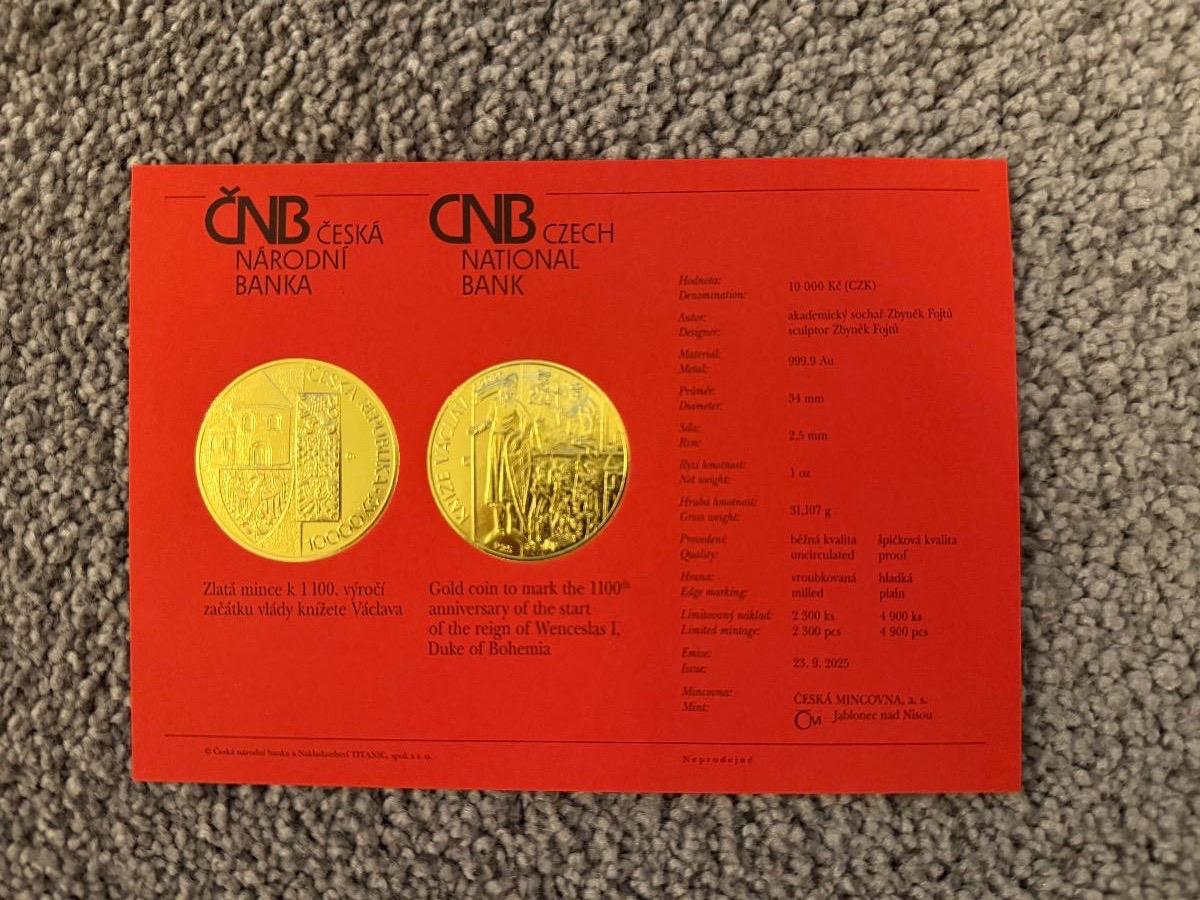 ČNB ČESKÁ
NÁRODNÍ
BANKA
CNB CZECH
NATIONAL
BANK
ČESKÁ REPUBLIKA
10000
KNÍŽE VÁCLAV
925
Zlatá mince k 1100. výročí
začátku vlády knížete Václava
Gold coin to mark the 1100th
anniversary of the start
of the reign of Wenceslas I,
Duke of Bohemia
Hodnota:
Denomination:
10 000 Kč (CZK)
Autor:
Designer:
akademický sochař Zbyněk Fojtů
sculptor Zbyněk Fojtů
Materiál:
Metal:
999.9 Au
Průměr:
Diameter:
34 mm
Síla:
Rim:
2,5 mm
Ryzí hmotnost:
Net weight:
1 oz
Hrubá hmotnost:
Gross weight:
31,107 g
Provedení:
Quality:
běžná kvalita špičková kvalita
uncirculated proof
Hrana:
Edge marking:
vroubkovaná hladká
milled plain
Limitovaný náklad:
Limited mintage:
2 300 ks 4 900 ks
2 300 pcs 4 900 pcs
Emise:
Issue:
23. 9. 2025
Mincovna:
Mint:
ČESKÁ MINCOVNA, a. s.
ČM Jablonec nad Nisou
© Česká národní banka a Nakladatelství TITANIC, spol. s r. o.
Neprodejné